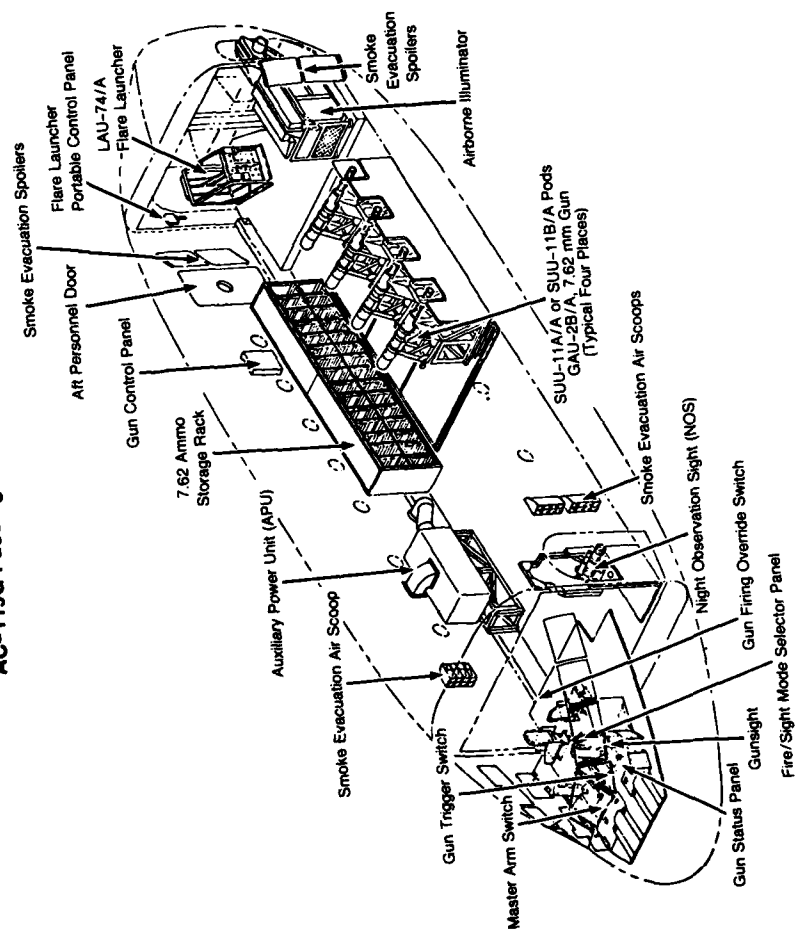 AC-119G
Smoke Evacuation Spoilers
Flare Launcher
Portable Control Panel
LAU-74/A
Flare Launcher
Smoke
Evacuation
Spoilers
Airborne Illuminator
Aft Personnel Door
Gun Control Panel
7.62 Ammo
Storage Rack
SUU-11A/A or SUU-11B/A Pods
GAU-2B/A, 7.62 mm Gun
(Typical Four Places)
Auxiliary Power Unit (APU)
Smoke Evacuation Air Scoops
Smoke Evacuation Air Scoop
Night Observation Sight (NOS)
Gun Firing Override Switch
Fire/Sight Mode Selector Panel
Gun Trigger Switch
Gunsight
Master Arm Switch
Gun Status Panel